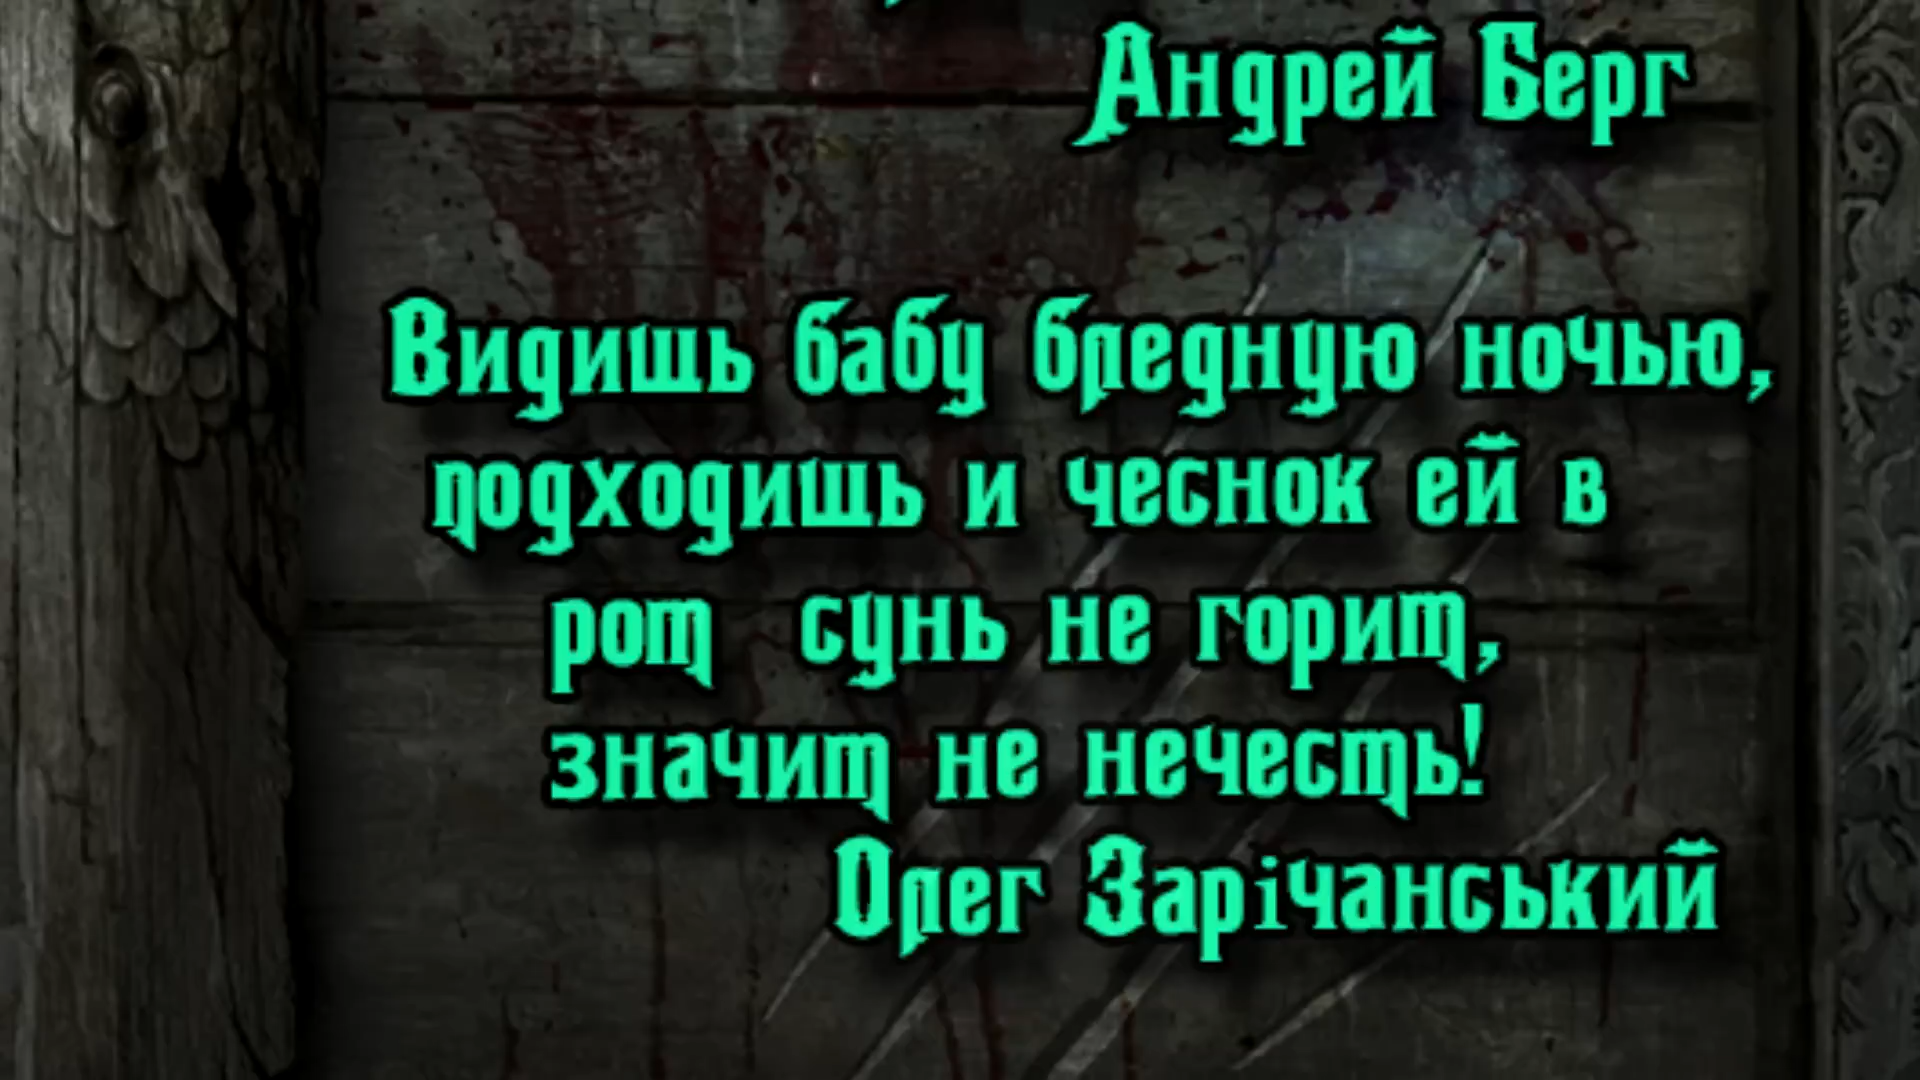 Андрей Берг
Видишь бабу бледную ночью,
подходишь и чеснок ей в
рот сунь не горит,
значит не нечесть!
Олег Зарічанський